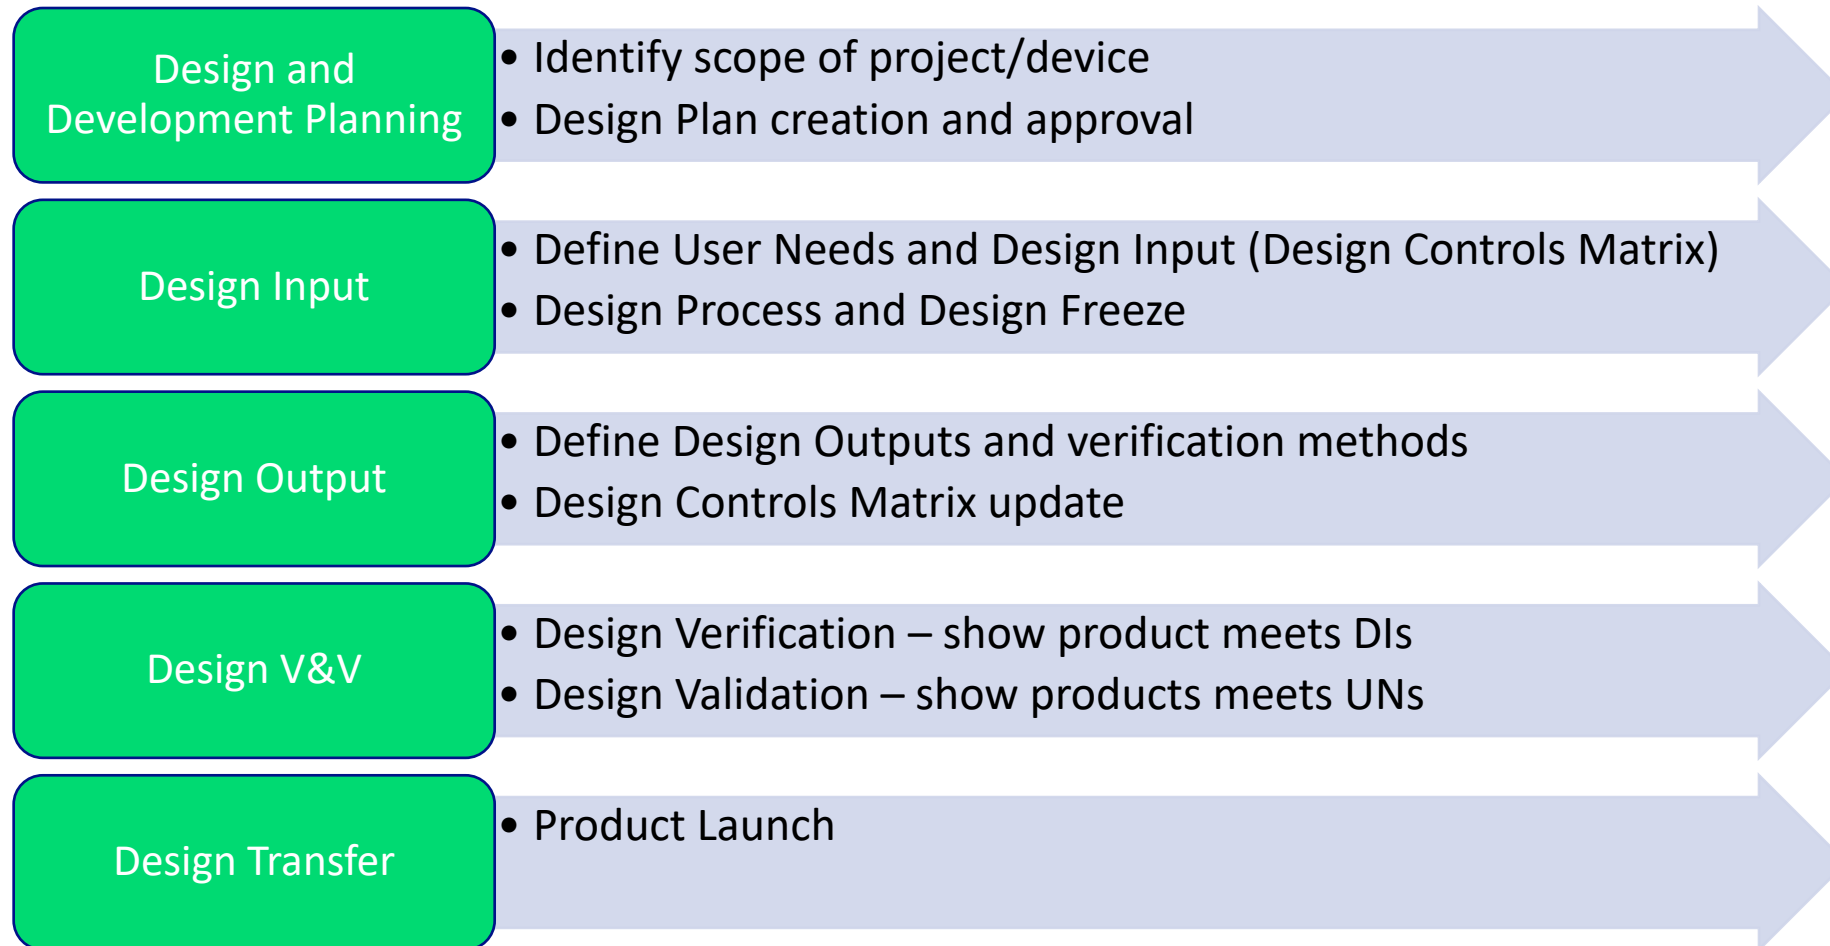 Design and
Development Planning
• Identify scope of project/device
• Design Plan creation and approval
Design Input
• Define User Needs and Design Input (Design Controls Matrix)
• Design Process and Design Freeze
Design Output
• Define Design Outputs and verification methods
• Design Controls Matrix update
Design V&V
• Design Verification – show product meets DIs
• Design Validation – show products meets UNs
Design Transfer
• Product Launch